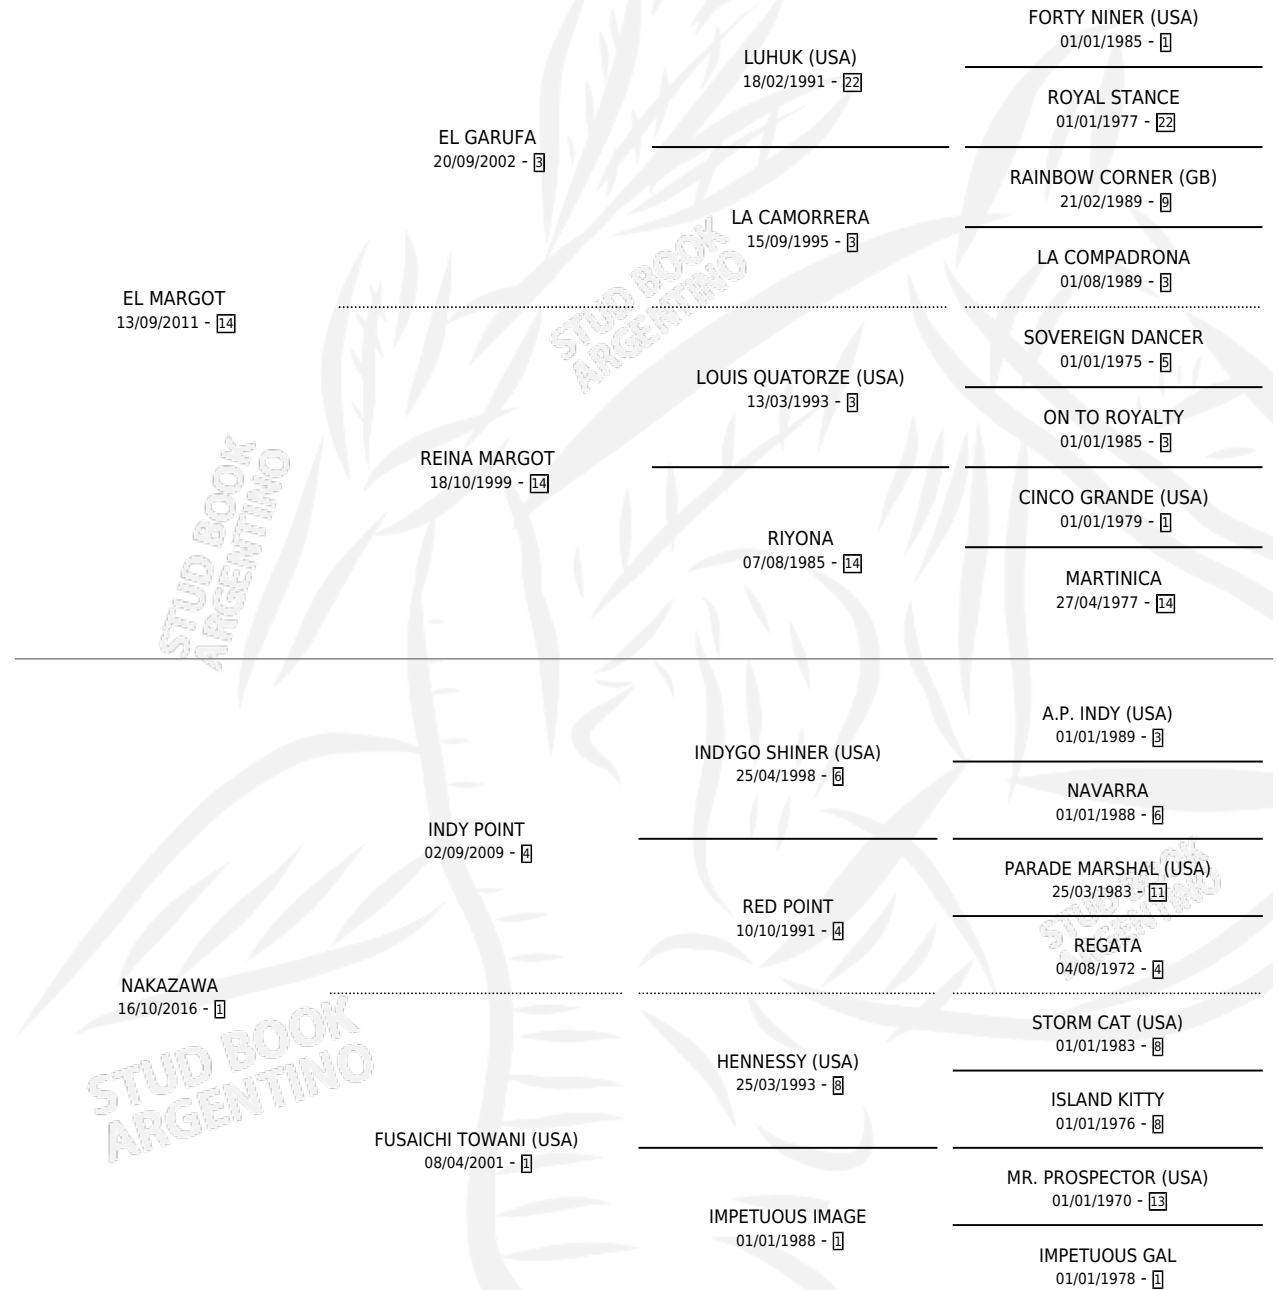 FORTY NINER (USA)
01/01/1985 - 1
LUHUK (USA)
18/02/1991 - 22
ROYAL STANCE
01/01/1977 - 22
EL GARUFA
20/09/2002 - 3
RAINBOW CORNER (GB)
21/02/1989 - 9
LA CAMORRERA
15/09/1995 - 3
LA COMPADRONA
01/08/1989 - 3
EL MARGOT
13/09/2011 - 14
SOVEREIGN DANCER
01/01/1975 - 5
LOUIS QUATORZE (USA)
13/03/1993 - 3
ON TO ROYALTY
01/01/1985 - 3
REINA MARGOT
18/10/1999 - 14
CINCO GRANDE (USA)
01/01/1979 - 1
RIYONA
07/08/1985 - 14
MARTINICA
27/04/1977 - 14
A.P. INDY (USA)
01/01/1989 - 3
INDYGO SHINER (USA)
25/04/1998 - 6
NAVARRA
01/01/1988 - 6
INDY POINT
02/09/2009 - 4
PARADE MARSHAL (USA)
25/03/1983 - 11
RED POINT
10/10/1991 - 4
REGATA
04/08/1972 - 4
NAKAZAWA
16/10/2016 - 1
STORM CAT (USA)
01/01/1983 - 8
HENNESSY (USA)
25/03/1993 - 8
ISLAND KITTY
01/01/1976 - 8
FUSAICHI TOWANI (USA)
08/04/2001 - 1
MR. PROSPECTOR (USA)
01/01/1970 - 13
IMPETUOUS IMAGE
01/01/1988 - 1
IMPETUOUS GAL
01/01/1978 - 1
STUD BOOK
ARGENTINO
STUD BOOK
ARGENTINO
STUD BOOK
ARGENTINO
STUD BOOK
ARGENTINO